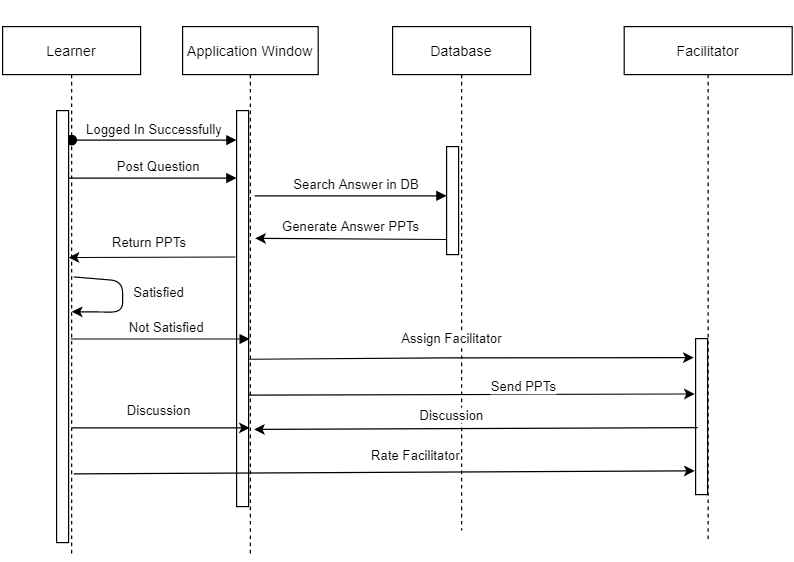 Learner
Application Window
Database
Facilitator
Logged In Successfully
Post Question
Search Answer in DB
Generate Answer PPTs
Return PPTs
Satisfied
Not Satisfied
Assign Facilitator
Send PPTs
Discussion
Discussion
Rate Facilitator